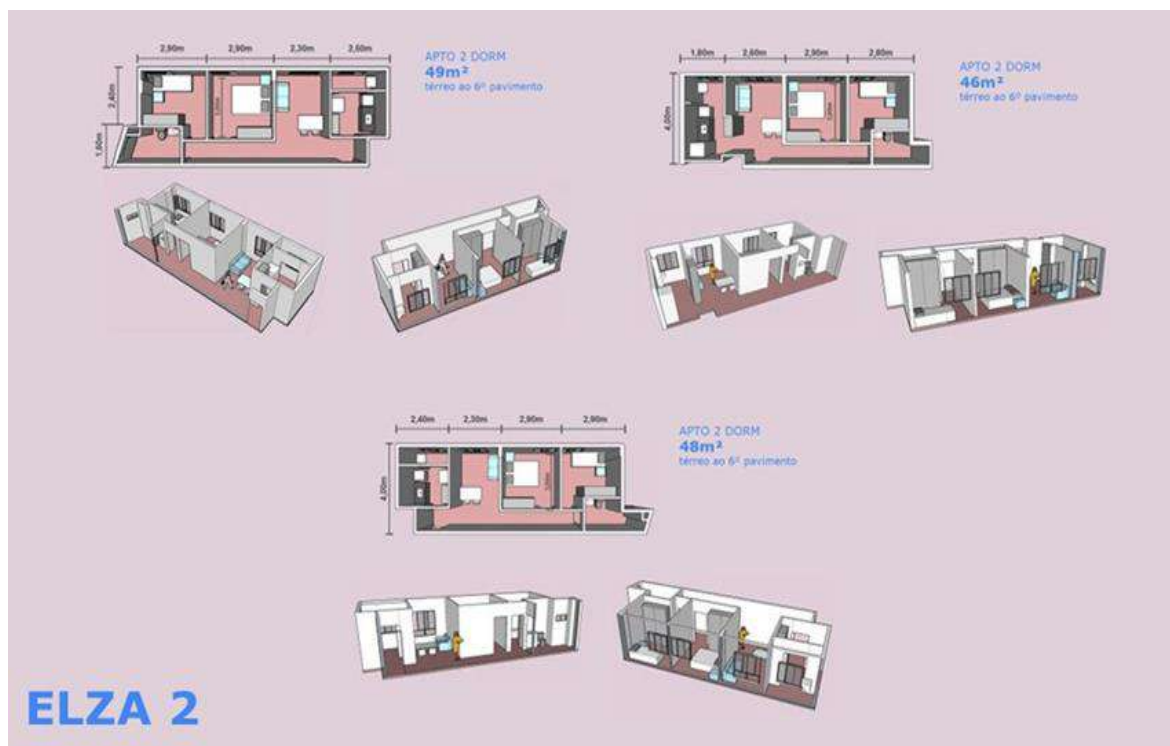 2,90m 2,90m 2,30m 2,50m
APTO 2 DORM
49m²
térreo ao 6º pavimento
2,40m
1,60m
1,80m 2,60m 2,90m 2,80m
APTO 2 DORM
46m²
térreo ao 6º pavimento
4,00m
2,40m 2,30m 2,90m 2,90m
APTO 2 DORM
48m²
térreo ao 6º pavimento
4,00m
ELZA 2